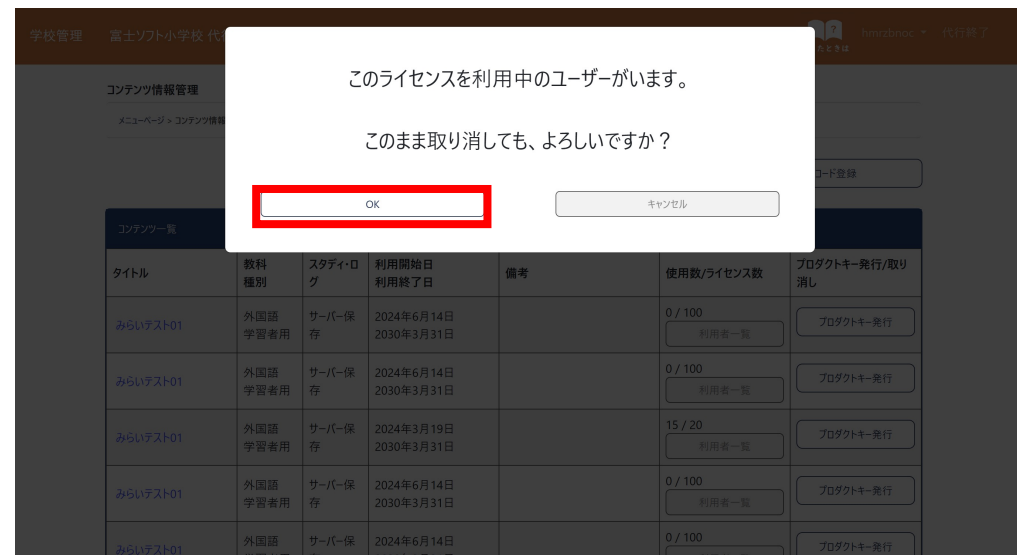 学校管理 富士ソフト小学校 代
hmczbnoc 代行終了
たときは
コンテンツ情報管理
メニューページ > コンテンツ情報
このライセンスを利用中のユーザーがいます。
このまま取り消しても、よろしいですか？
OK キャンセル
コード登録
コンテンツ一覧
タイトル 教科 種別 スタディ・ログ 利用開始日 利用終了日 備考 使用数/ライセンス数 プロダクトキー発行/取り消し
みらいテスト01 外国語 学習者用 サーバー保存 2024年6月14日 2030年3月31日 0 / 100 利用者一覧 プロダクトキー発行
みらいテスト01 外国語 学習者用 サーバー保存 2024年6月14日 2030年3月31日 0 / 100 利用者一覧 プロダクトキー発行
みらいテスト01 外国語 学習者用 サーバー保存 2024年3月19日 2030年3月31日 15 / 20 利用者一覧 プロダクトキー発行
みらいテスト01 外国語 学習者用 サーバー保存 2024年6月14日 2030年3月31日 0 / 100 利用者一覧 プロダクトキー発行
みらいテスト01 外国語 サーバー保 2024年6月14日 0 / 100 プロダクトキー発行